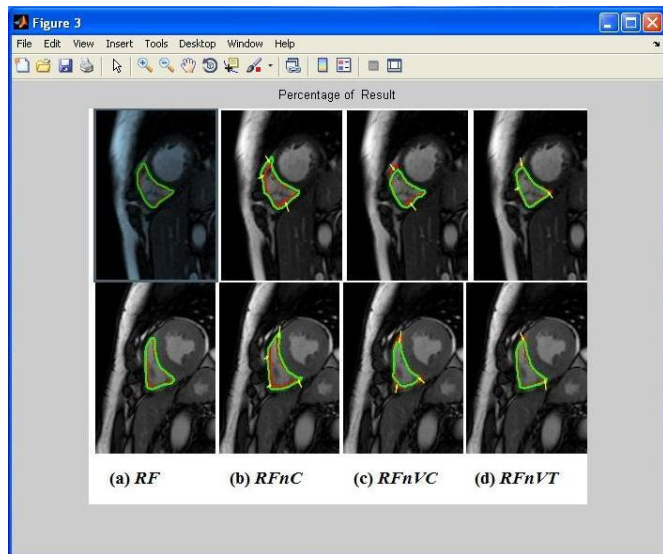 Figure 3
File Edit View Insert Tools Desktop Window Help
Percentage of Result
(a) RF (b) RFnC (c) RFnVC (d) RFnVT